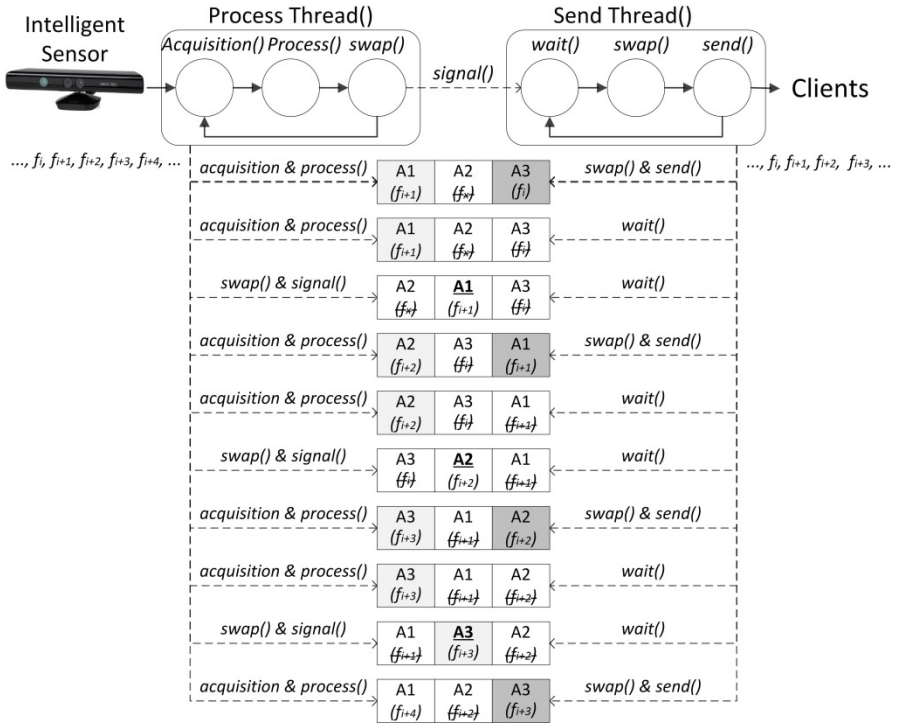 Process Thread()
Send Thread()
Intelligent
Sensor
Acquisition() Process() swap()
signal()
wait() swap() send()
Clients
..., fi, fi+1, fi+2, fi+3, fi+4, ...
..., fi, fi+1, fi+2, fi+3, ...
acquisition & process() A1 A2 A3 swap() & send()
(fi+1) (fx) (fi)
acquisition & process() A1 A2 A3 wait()
(fi+1) (fx) (fi)
swap() & signal() A2 A1 A3 wait()
(fx) (fi+1) (fi)
acquisition & process() A2 A3 A1 swap() & send()
(fi+2) (fi) (fi+1)
acquisition & process() A2 A3 A1 wait()
(fi+2) (fi) (fi+1)
swap() & signal() A3 A2 A1 wait()
(fi) (fi+2) (fi+1)
acquisition & process() A3 A1 A2 swap() & send()
(fi+3) (fi+1) (fi+2)
acquisition & process() A3 A1 A2 wait()
(fi+3) (fi+1) (fi+2)
swap() & signal() A1 A3 A2 wait()
(fi+1) (fi+3) (fi+2)
acquisition & process() A1 A2 A3 swap() & send()
(fi+4) (fi+2) (fi+3)